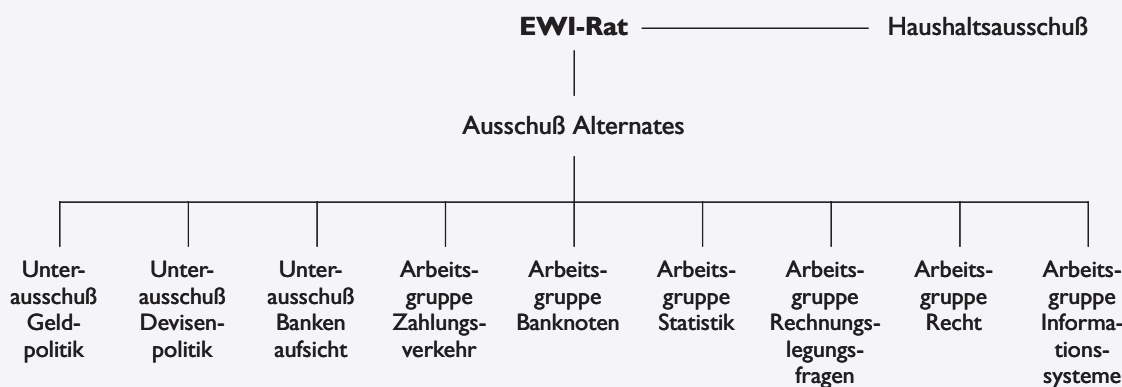 EWI-Rat
Haushaltsausschuß
Ausschuß Alternates
Unter-
ausschuß
Geld-
politik
Unter-
ausschuß
Devisen-
politik
Unter-
ausschuß
Banken
aufsicht
Arbeits-
gruppe
Zahlungs-
verkehr
Arbeits-
gruppe
Banknoten
Arbeits-
gruppe
Statistik
Arbeits-
gruppe
Rechnungs-
legungs-
fragen
Arbeits-
gruppe
Recht
Arbeits-
gruppe
Informa-
tions-
systeme